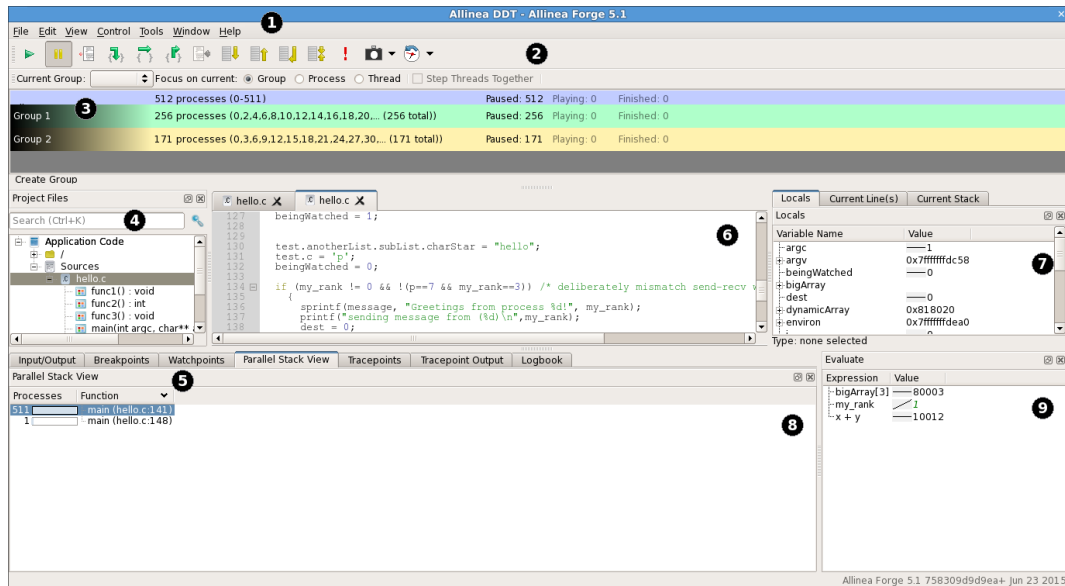 Allinea DDT - Allinea Forge 5.1
1
File Edit View Control Tools Window Help
2
Current Group: Focus on current: Group Process Thread Step Threads Together
3
512 processes (0-511) Paused: 512 Playing: 0 Finished: 0
Group 1 256 processes (0,2,4,6,8,10,12,14,16,18,20,... (256 total)) Paused: 256 Playing: 0 Finished: 0
Group 2 171 processes (0,3,6,9,12,15,18,21,24,27,30,... (171 total)) Paused: 171 Playing: 0 Finished: 0
Create Group
Project Files
Search (Ctrl+K)
4
Application Code
/
Sources
hello.c
func1() : void
func2() : int
func3() : void
main(int argc, char**
hello.c hello.c
127 beingWatched = 1;
128
129
130 test.anotherList.subList.charStar = "hello";
131 test.c = 'p';
132 beingWatched = 0;
133
134 if (my_rank != 0 && !(p==7 && my_rank==3)) /* deliberately mismatch send-recv
135 {
136 sprintf(message, "Greetings from process %d!", my_rank);
137 printf("sending message from (%d)\n",my_rank);
138 dest = 0;
6
Locals Current Line(s) Current Stack
Locals
Variable Name Value
argc 1
argv 0x7fffffffdc58
beingWatched 0
bigArray
dest 0
dynamicArray 0x818020
environ 0x7fffffffdea0
7
Type: none selected
Input/Output Breakpoints Watchpoints Parallel Stack View Tracepoints Tracepoint Output Logbook
Parallel Stack View
5
Processes Function
511 main (hello.c:141)
1 main (hello.c:148)
8
Evaluate
Expression Value
bigArray[3] 80003
my_rank 1
x + y 10012
9
Allinea Forge 5.1 758309d9d9ea+ Jun 23 2015